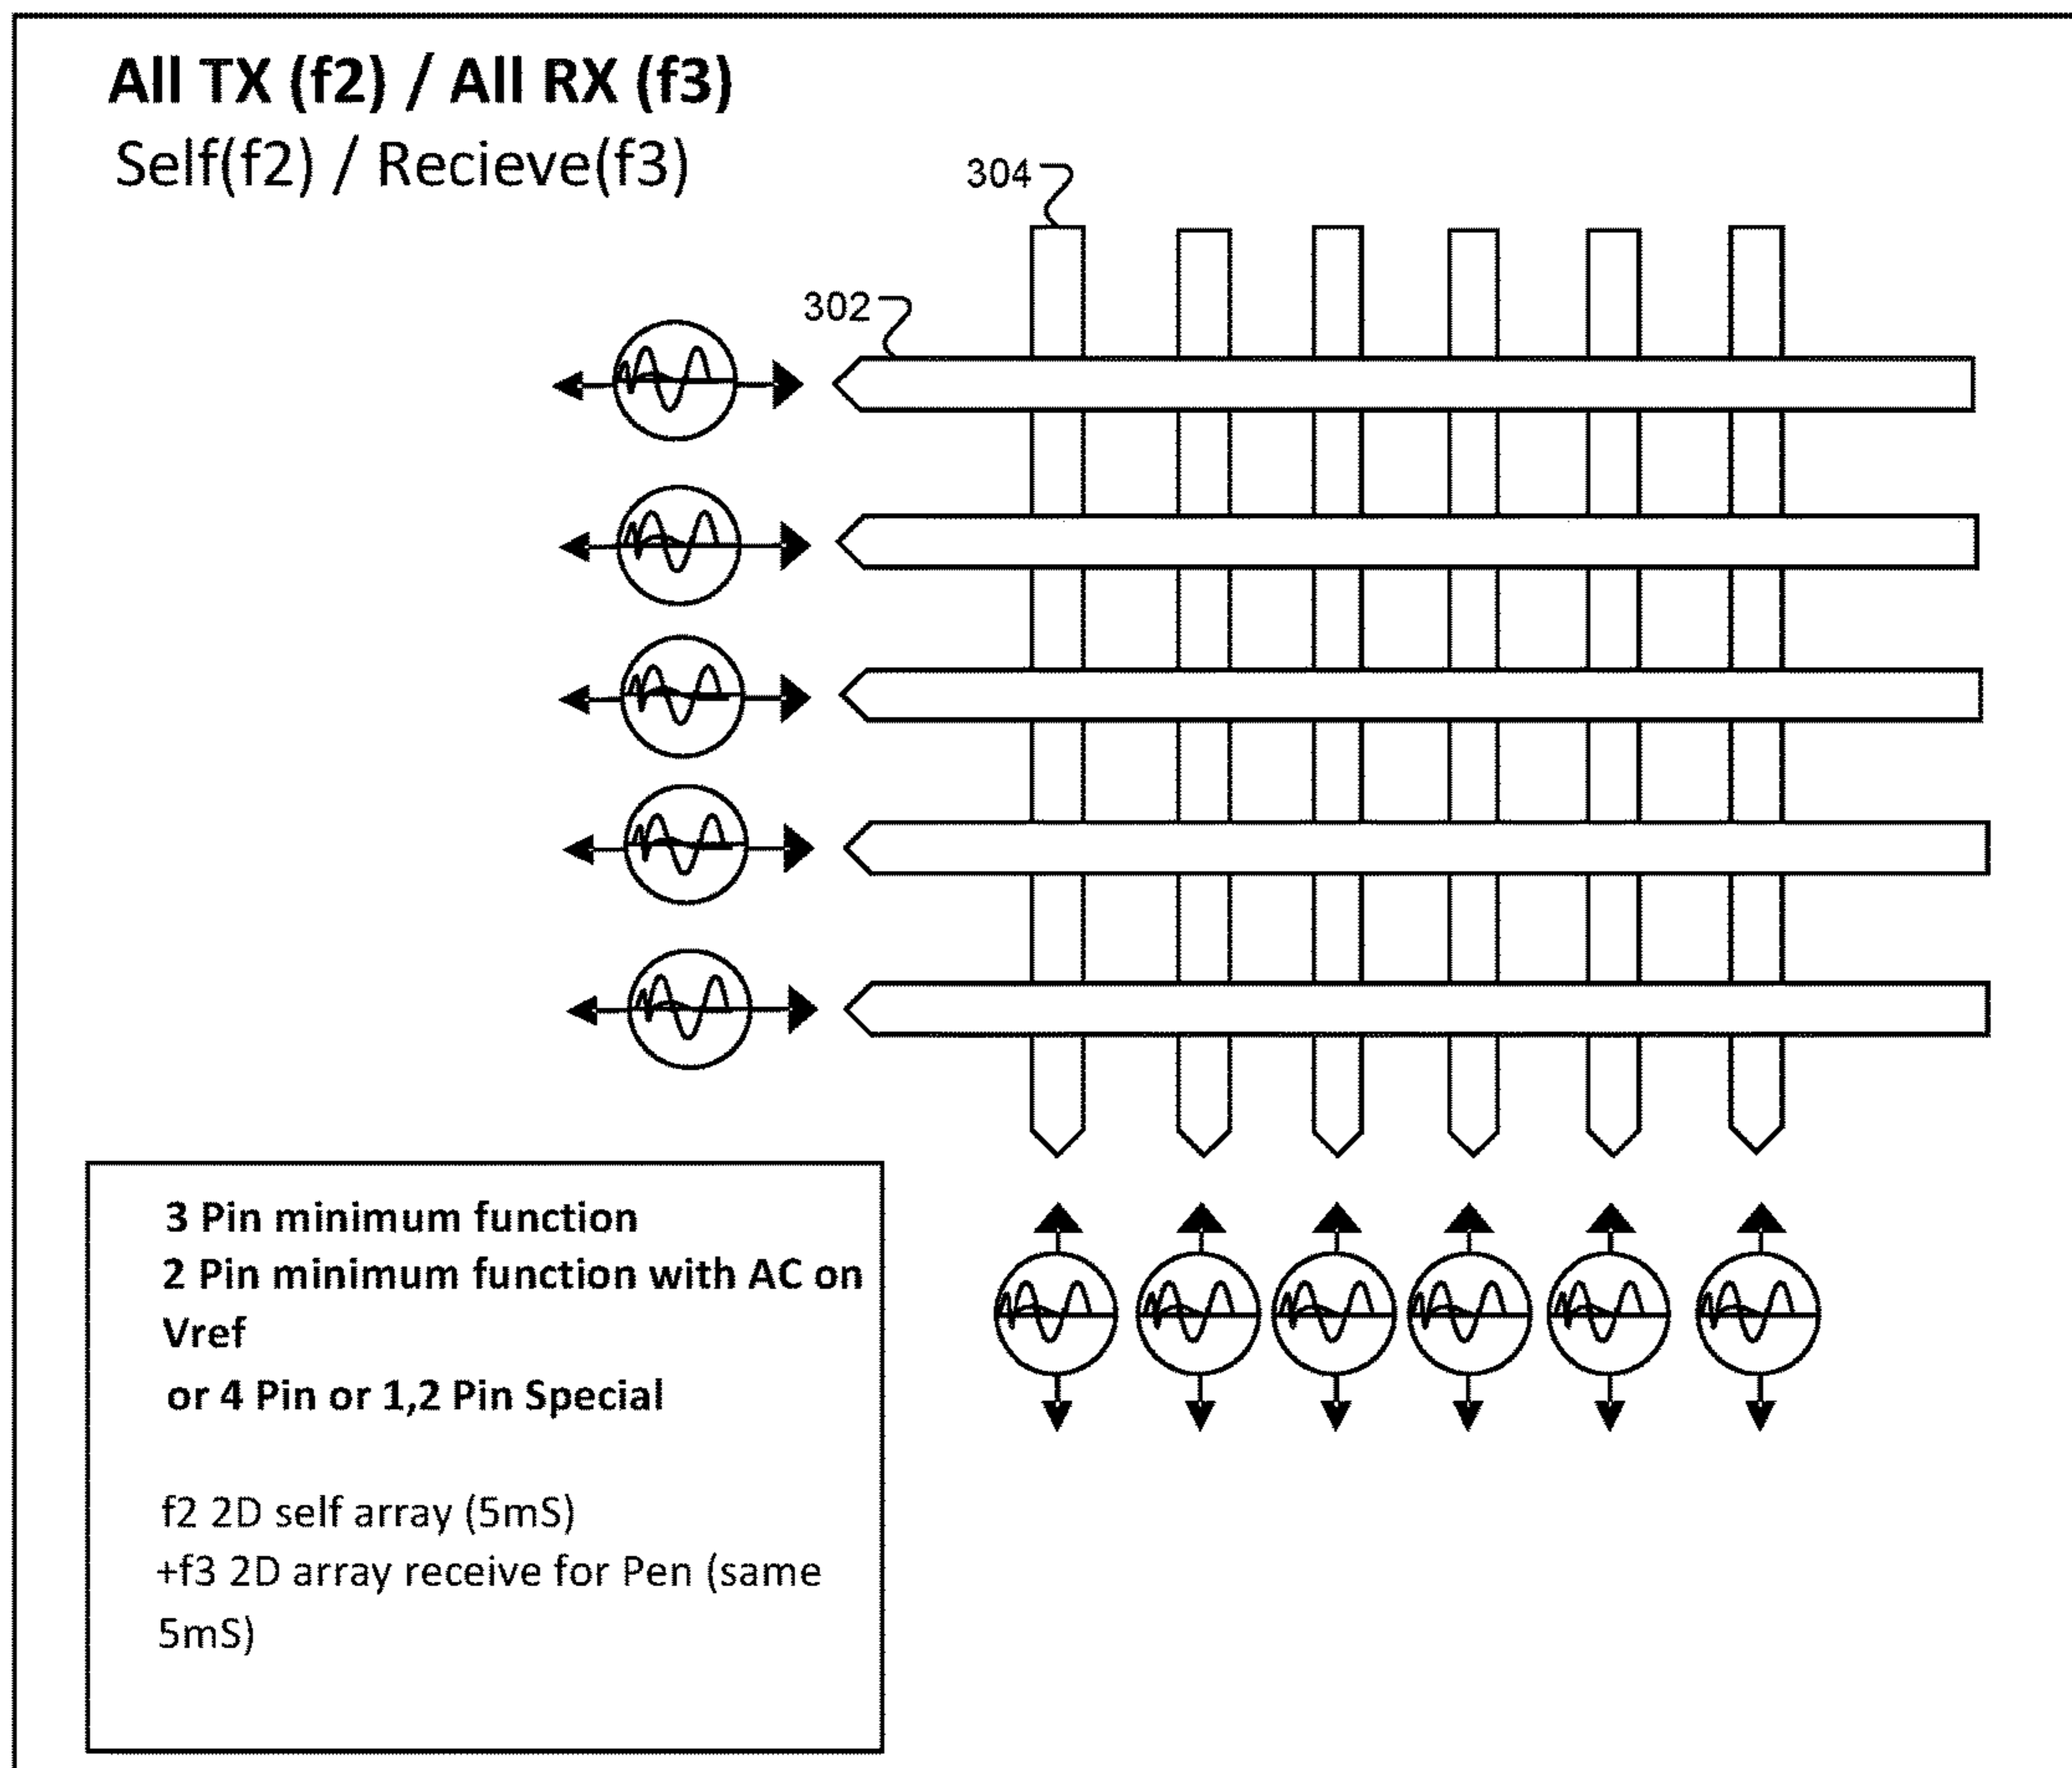 All TX (f2) / All RX (f3)
Self(f2) / Recieve(f3)
304
302
3 Pin minimum function
2 Pin minimum function with AC on
Vref
or 4 Pin or 1,2 Pin Special
f2 2D self array (5mS)
+f3 2D array receive for Pen (same
5mS)